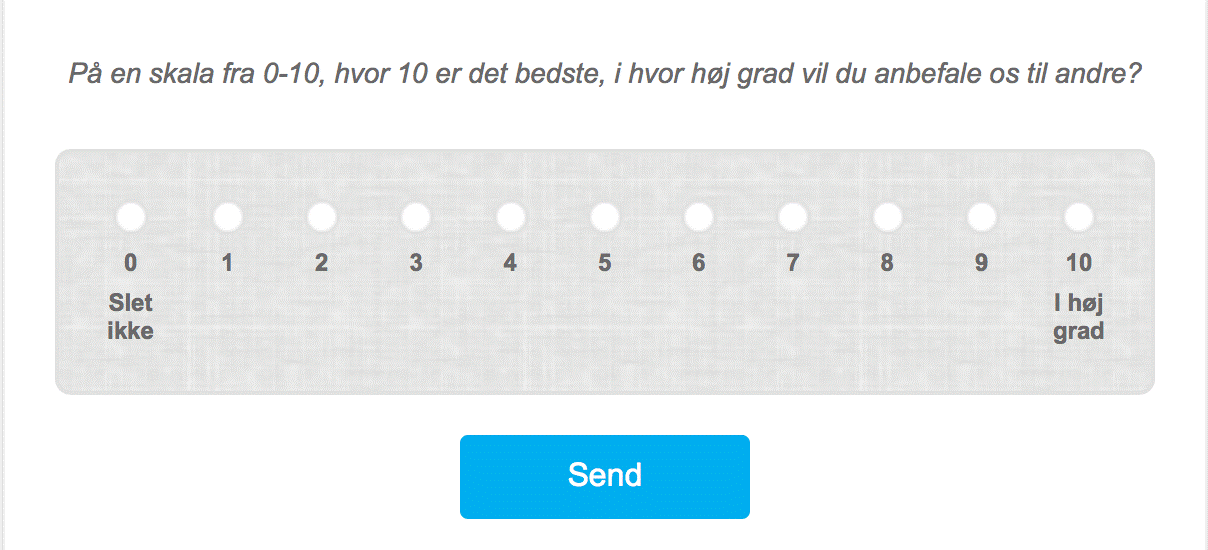 På en skala fra 0-10, hvor 10 er det bedste, i hvor høj grad vil du anbefale os til andre?
0 1 2 3 4 5 6 7 8 9 10
Slet I høj
ikke grad
Send